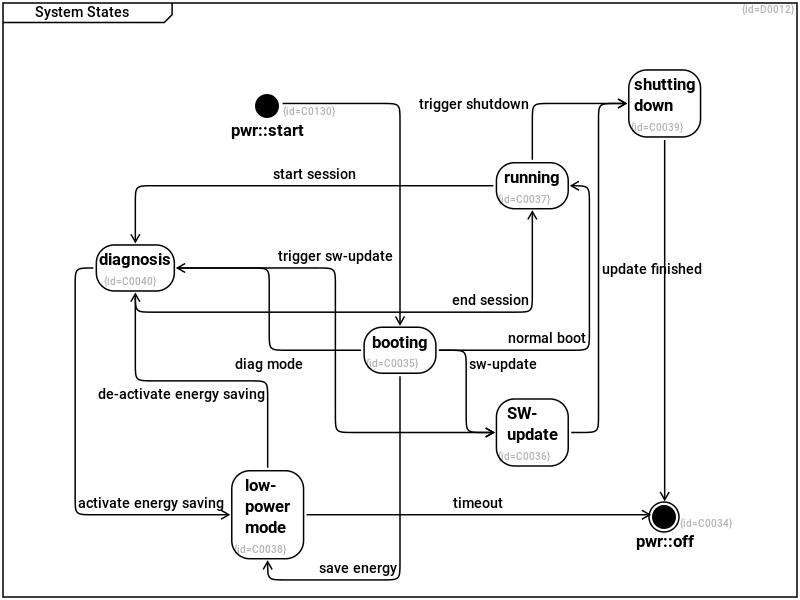 System States
{id=D0012}
shutting
down
{id=C0039}
trigger shutdown
{id=C0130}
pwr::start
start session
running
{id=C0037}
diagnosis
{id=C0040}
trigger sw-update
update finished
end session
booting
{id=C0035}
normal boot
diag mode
sw-update
de-activate energy saving
SW-
update
{id=C0036}
low-
power
mode
{id=C0038}
activate energy saving
timeout
{id=C0034}
pwr::off
save energy